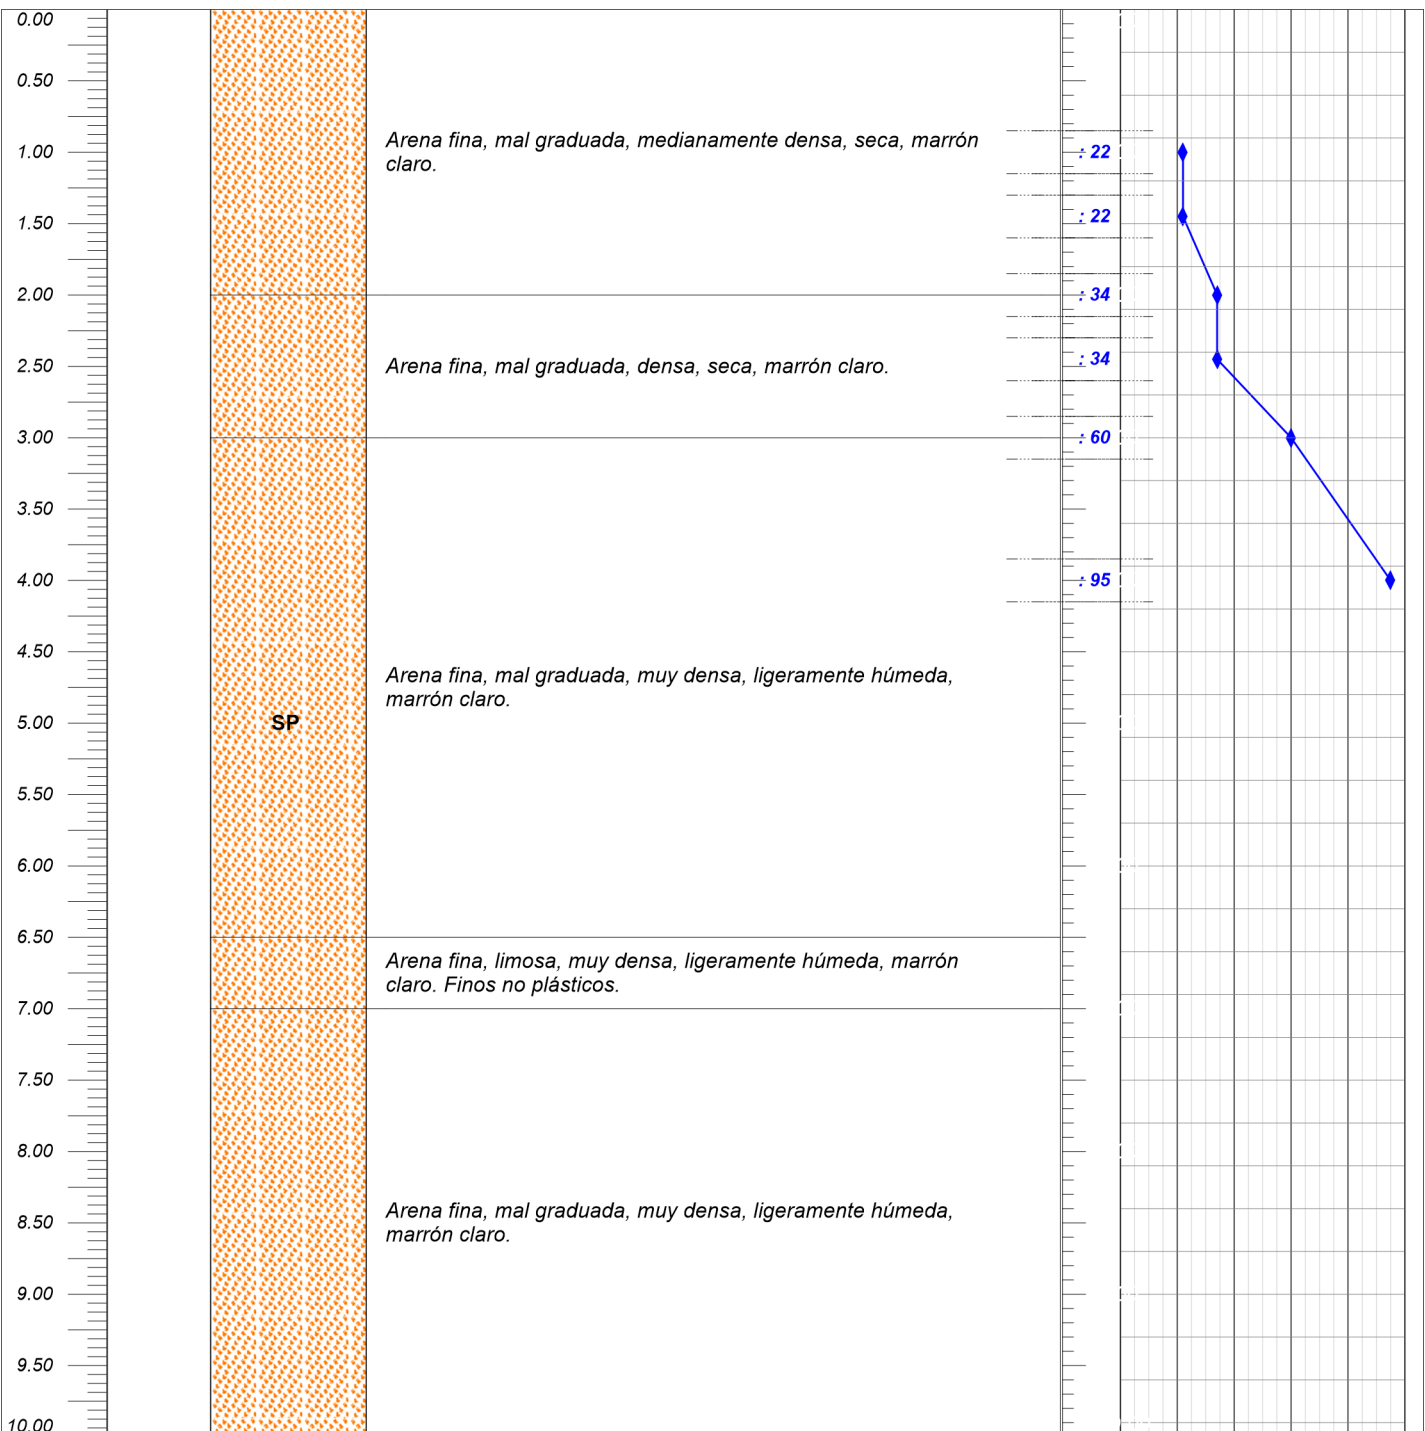 0.00
0.50
Arena fina, mal graduada, medianamente densa, seca, marrón
claro.
1.00
: 22
1.50
: 22
2.00
: 34
2.50
Arena fina, mal graduada, densa, seca, marrón claro.
: 34
3.00
: 60
3.50
4.00
: 95
4.50
Arena fina, mal graduada, muy densa, ligeramente húmeda,
marrón claro.
5.00
SP
5.50
6.00
6.50
Arena fina, limosa, muy densa, ligeramente húmeda, marrón
claro. Finos no plásticos.
7.00
7.50
8.00
Arena fina, mal graduada, muy densa, ligeramente húmeda,
marrón claro.
8.50
9.00
9.50
10.00